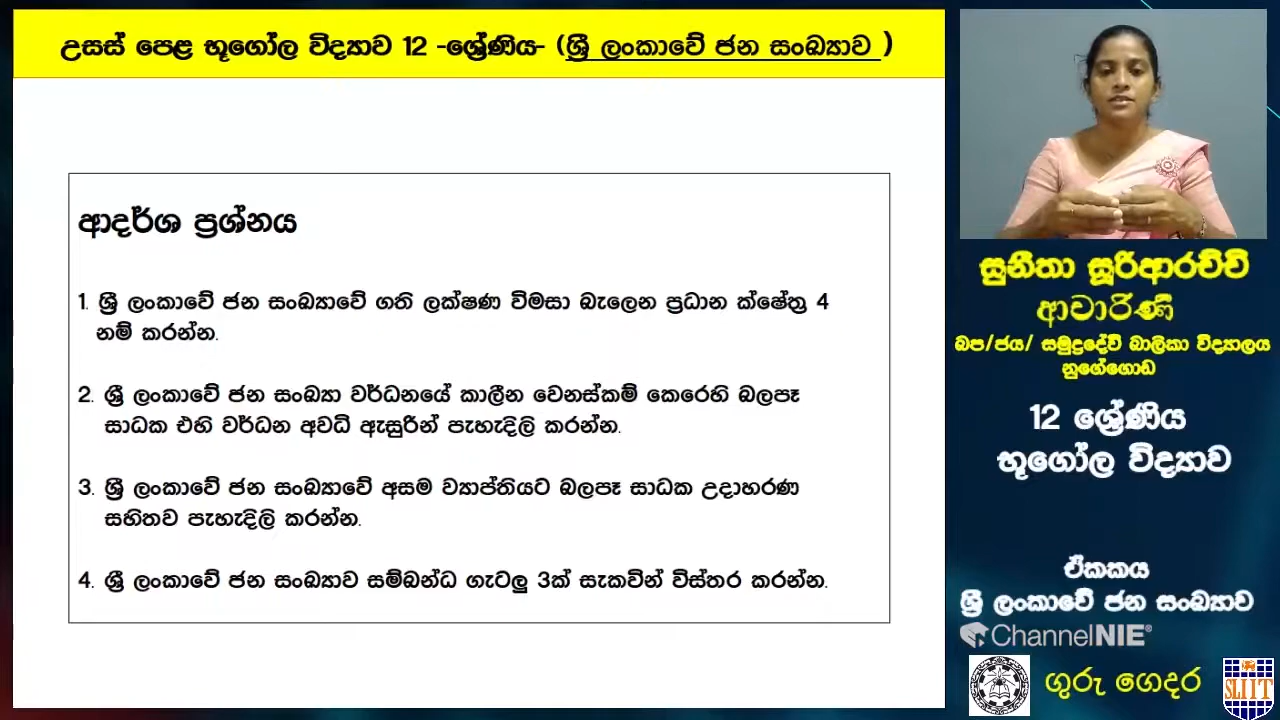 උසස් පෙළ භූගෝල විද්‍යාව 12 -ශ්‍රේණිය- (ශ්‍රී ලංකාවේ ජන සංඛ්‍යාව )
ආදර්ශ ප්‍රශ්නය
1. ශ්‍රී ලංකාවේ ජන සංඛ්‍යාවේ ගති ලක්ෂණ විමසා බැලෙන ප්‍රධාන ක්ෂේත්‍ර 4
නම් කරන්න.
2. ශ්‍රී ලංකාවේ ජන සංඛ්‍යා වර්ධනයේ කාලීන වෙනස්කම් කෙරෙහි බලපෑ
සාධක එහි වර්ධන අවධි ඇසුරින් පැහැදිලි කරන්න.
3. ශ්‍රී ලංකාවේ ජන සංඛ්‍යාවේ අසම ව්‍යාප්තියට බලපෑ සාධක උදාහරණ
සහිතව පැහැදිලි කරන්න.
4. ශ්‍රී ලංකාවේ ජන සංඛ්‍යාව සම්බන්ධ ගැටලු 3ක් සැකවින් විස්තර කරන්න.
සුනීතා සූරිආරච්චි
ආචාරිණී
බප/ජය/ සමුද්‍රදේවී බාලිකා විද්‍යාලය
නුගේගොඩ
12 ශ්‍රේණිය
භූගෝල විද්‍යාව
ඒකකය
ශ්‍රී ලංකාවේ ජන සංඛ්‍යාව
ChannelNIE®
ගුරු ගෙදර
SLIIT